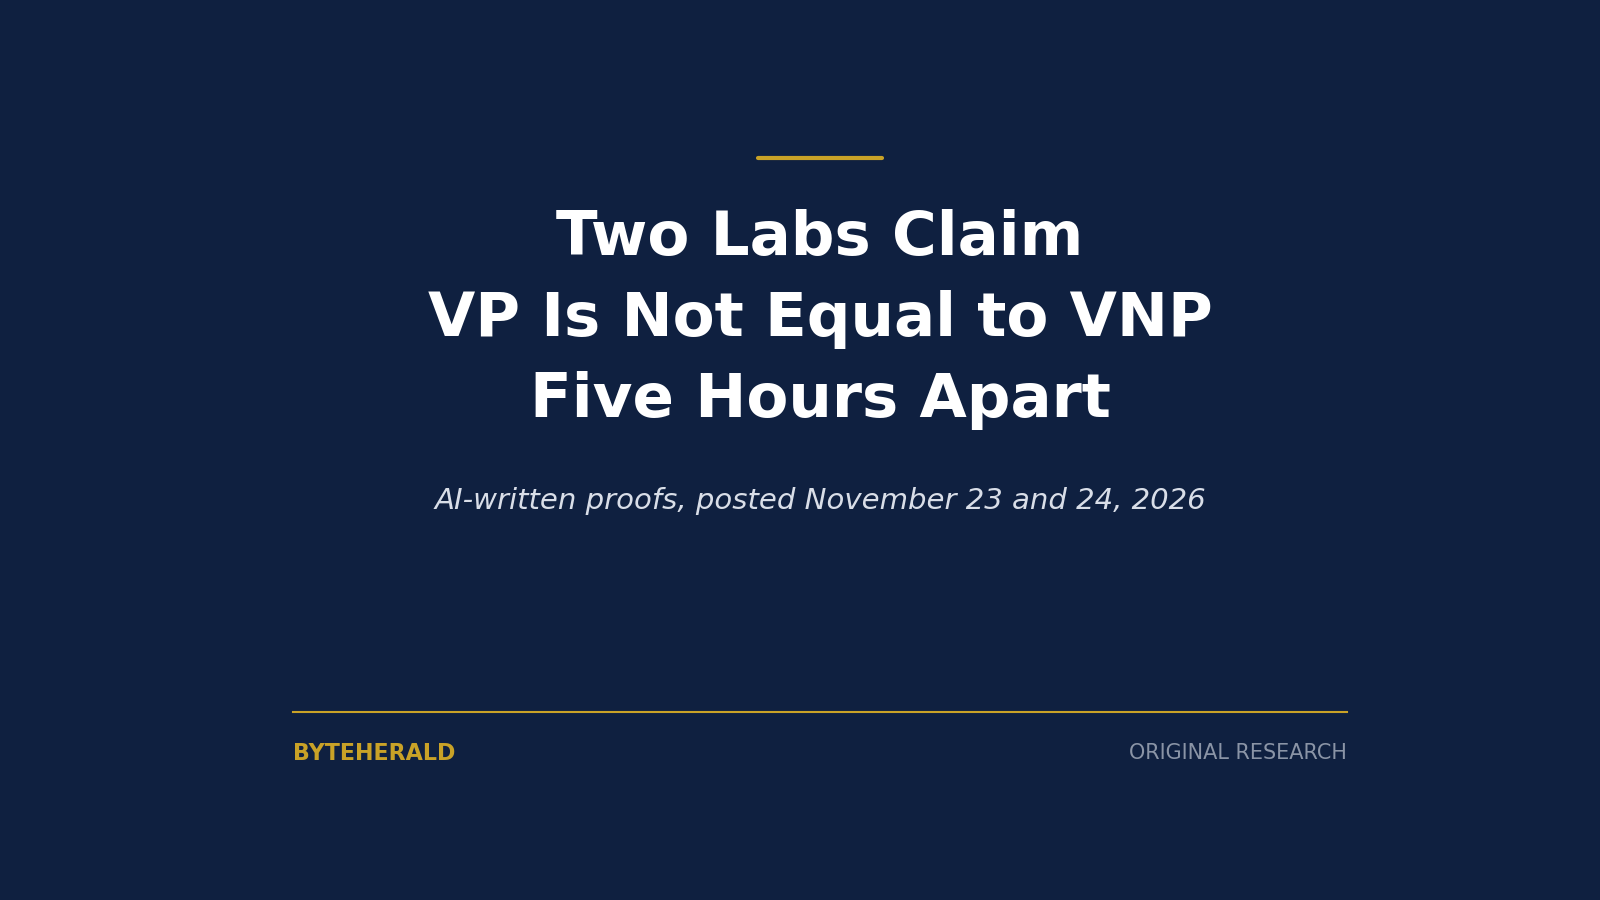 Two Labs Claim
VP Is Not Equal to VNP
Five Hours Apart
AI-written proofs, posted November 23 and 24, 2026
BYTEHERALD
ORIGINAL RESEARCH